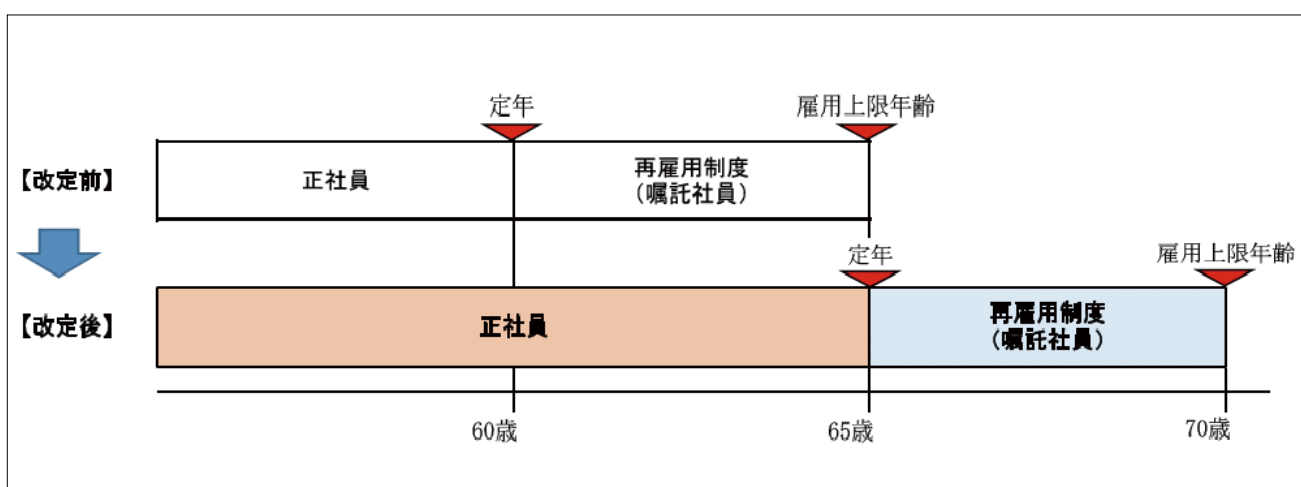 定年
雇用上限年齢
【改定前】
正社員
再雇用制度
（嘱託社員）
定年
雇用上限年齢
【改定後】
正社員
再雇用制度
（嘱託社員）
60歳
65歳
70歳